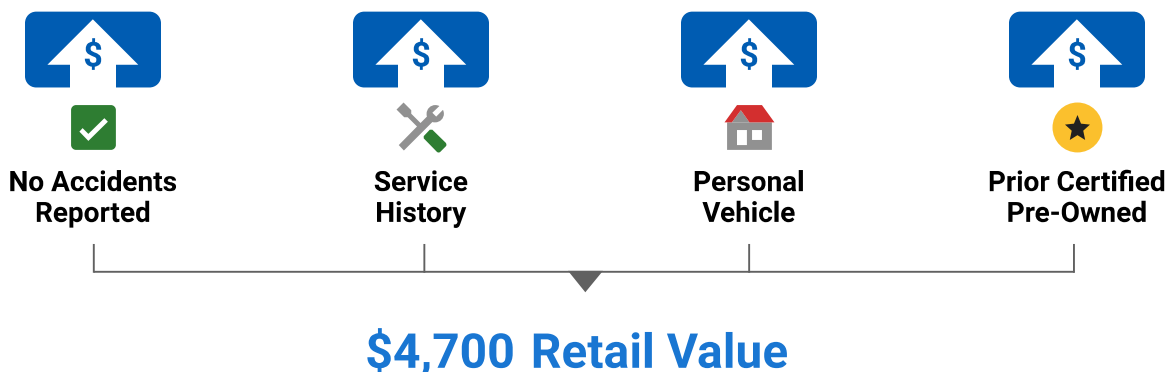 $ $ $ $
No Accidents Reported
Service History
Personal Vehicle
Prior Certified Pre-Owned
$4,700 Retail Value